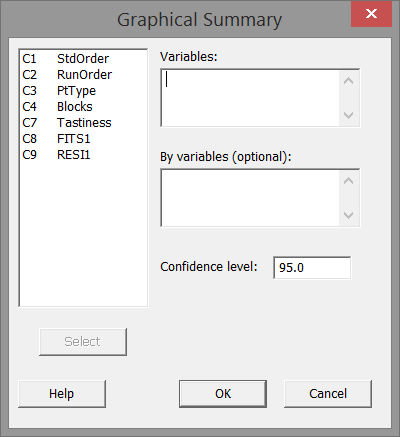 Graphical Summary
C1 StdOrder
C2 RunOrder
C3 PtType
C4 Blocks
C7 Tastiness
C8 FITS1
C9 RESI1
Variables:
By variables (optional):
Confidence level: 95.0
Select
Help OK Cancel